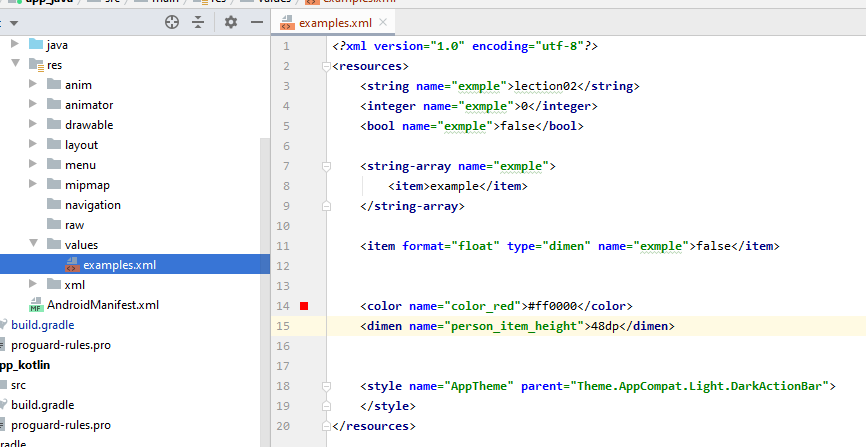 app_java src main res values Examples.xml
java
res
anim
animator
drawable
layout
menu
mipmap
navigation
raw
values
examples.xml
xml
AndroidManifest.xml
build.gradle
proguard-rules.pro
pp_kotlin
src
build.gradle
proguard-rules.pro
radle
examples.xml
1 <?xml version="1.0" encoding="utf-8"?>
2 <resources>
3 <string name="exmple">lection02</string>
4 <integer name="exmple">0</integer>
5 <bool name="exmple">false</bool>
6
7 <string-array name="exmple">
8 <item>example</item>
9 </string-array>
10
11 <item format="float" type="dimen" name="exmple">false</item>
12
13
14 <color name="color_red">#ff0000</color>
15 <dimen name="person_item_height">48dp</dimen>
16
17
18 <style name="AppTheme" parent="Theme.AppCompat.Light.DarkActionBar">
19 </style>
20 </resources>